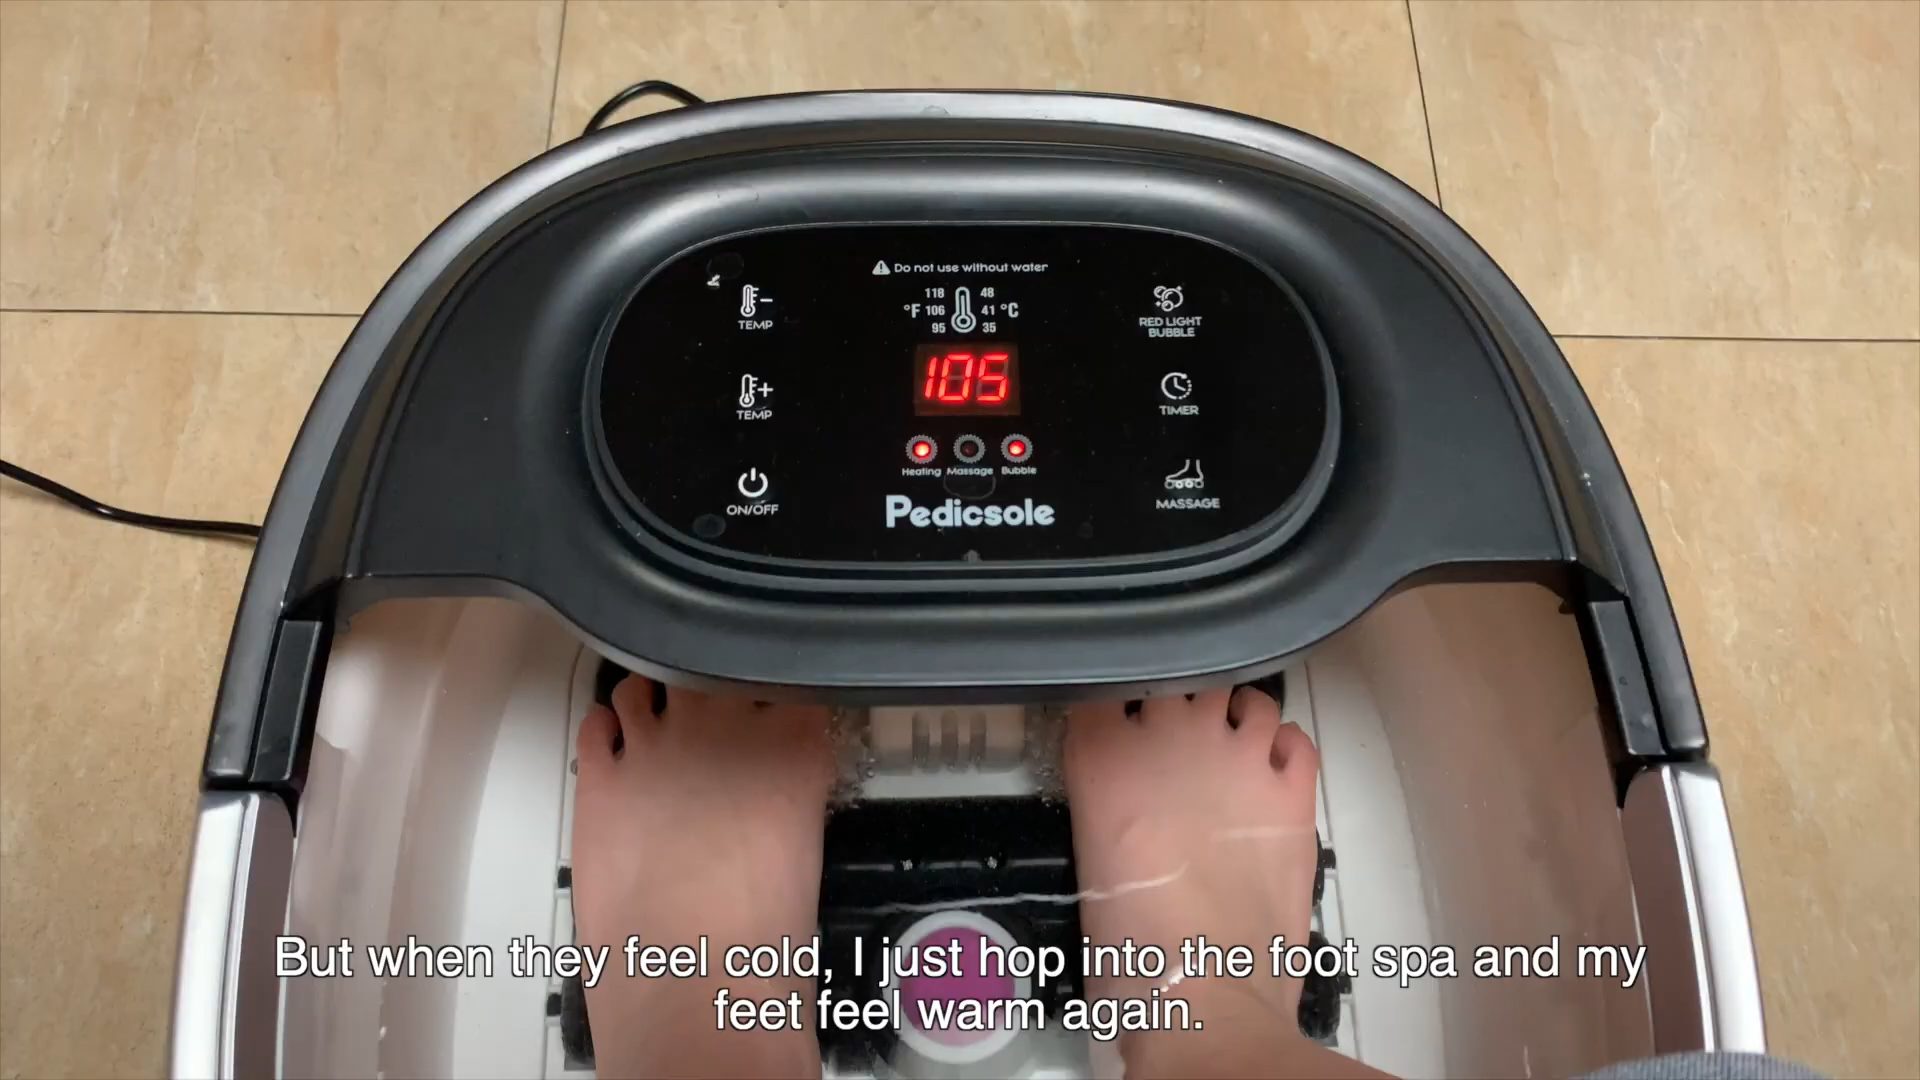 Do not use without water
118 48
°F 106 41 °C
95 35
TEMP
RED LIGHT
BUBBLE
105
TEMP
TIMER
Heating Massage Bubble
ON/OFF
Pedicsole
MASSAGE
But when they feel cold, I just hop into the foot spa and my
feet feel warm again.